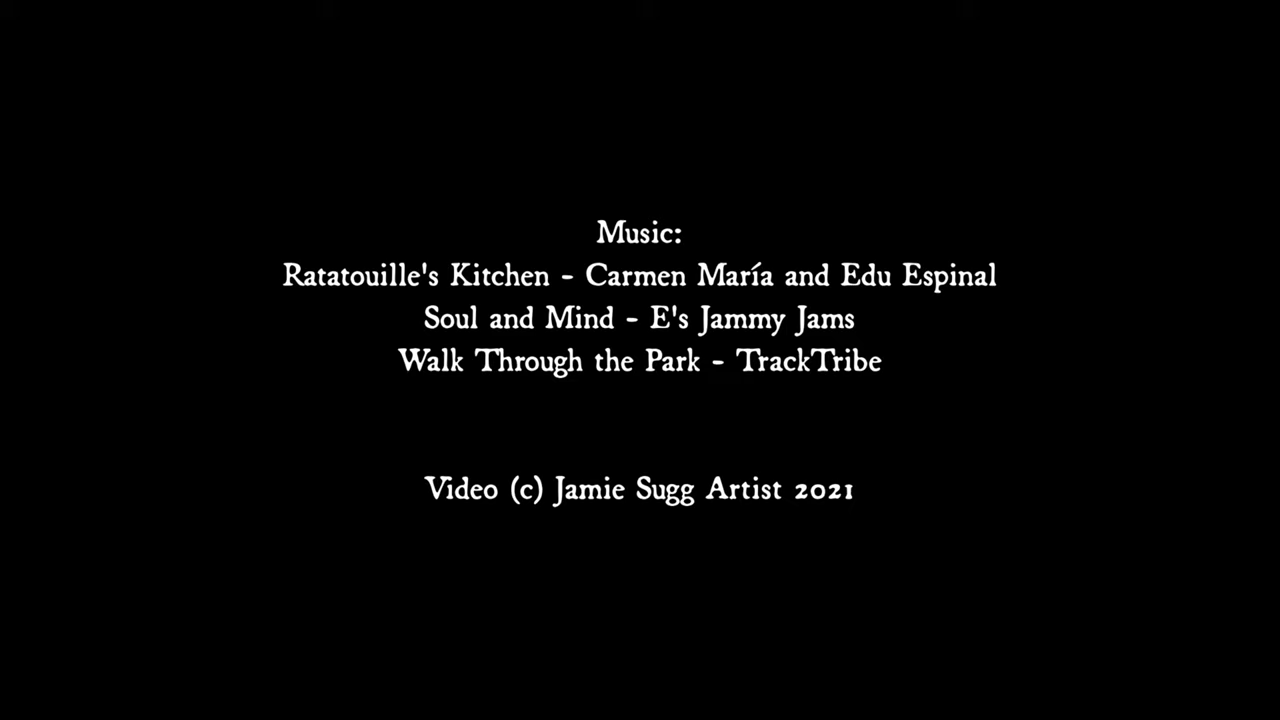 Music:
Ratatouille's Kitchen - Carmen María and Edu Espinal
Soul and Mind - E's Jammy Jams
Walk Through the Park - TrackTribe
Video (c) Jamie Sugg Artist 2021